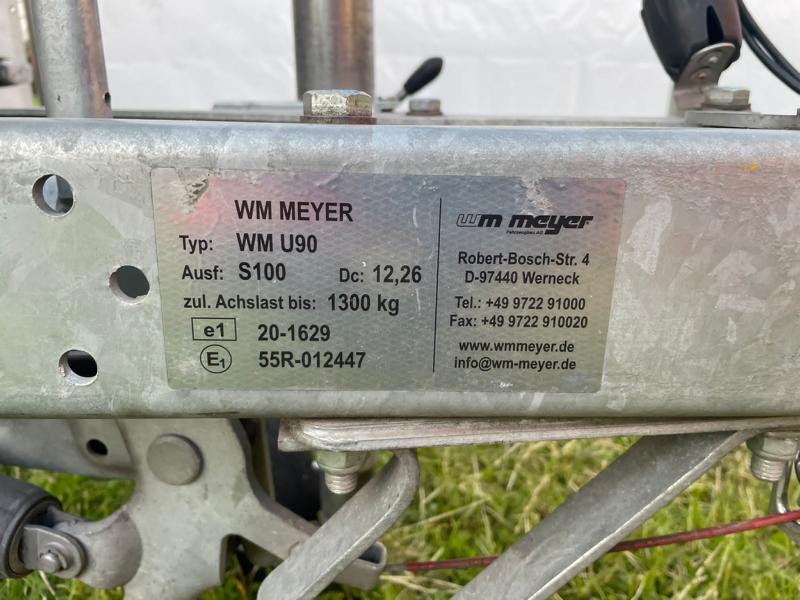 WM MEYER
Typ: WM U90
Ausf: S100 Dc: 12,26
zul. Achslast bis: 1300 kg
e1 20-1629
E1 55R-012447
wm meyer
Fahrzeugbau AG
Robert-Bosch-Str. 4
D-97440 Werneck
Tel.: +49 9722 91000
Fax: +49 9722 910020
www.wmmeyer.de
info@wm-meyer.de